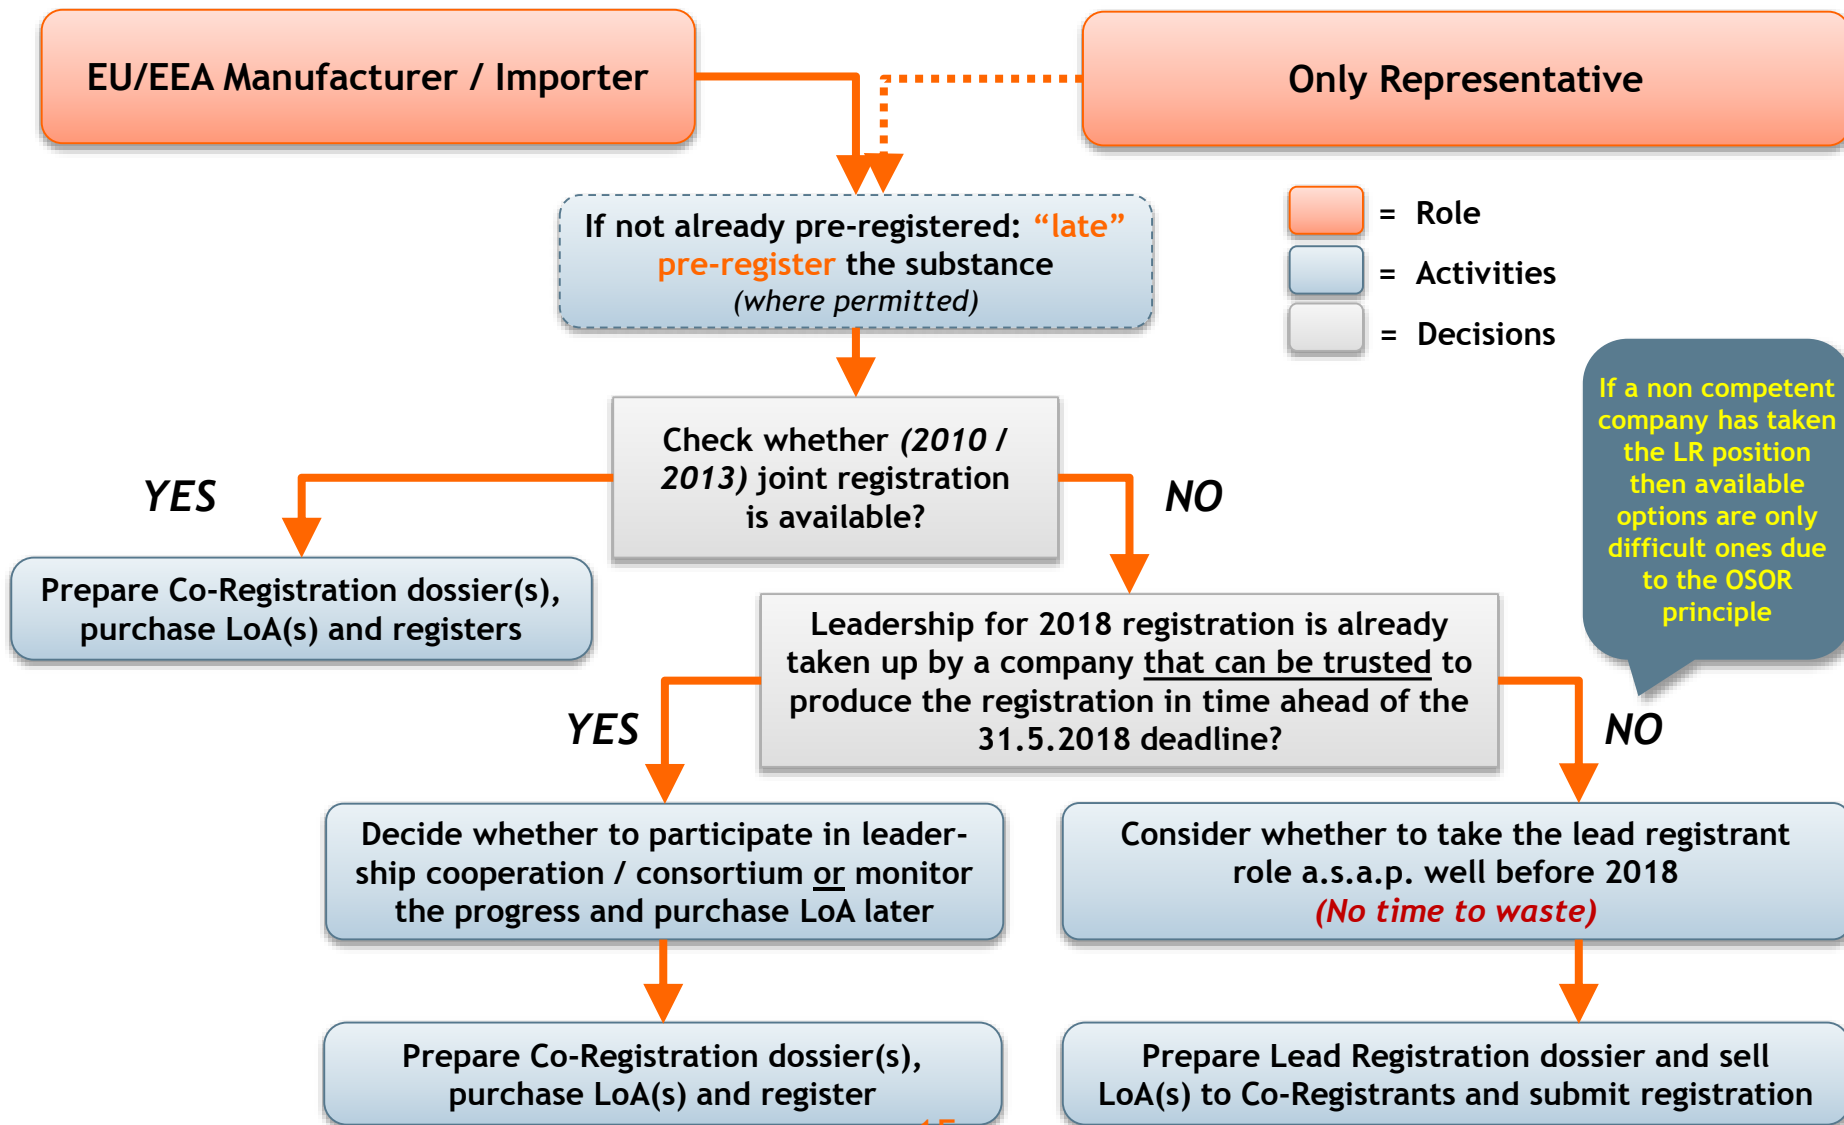 EU/EEA Manufacturer / Importer
Only Representative
If not already pre-registered: “late”
pre-register the substance
(where permitted)
= Role
= Activities
= Decisions
If a non competent
company has taken
the LR position
then available
options are only
difficult ones due
to the OSOR
principle
Check whether (2010 /
2013) joint registration
is available?
YES
NO
Prepare Co-Registration dossier(s),
purchase LoA(s) and registers
Leadership for 2018 registration is already
taken up by a company that can be trusted to
produce the registration in time ahead of the
31.5.2018 deadline?
YES
NO
Decide whether to participate in leader-
ship cooperation / consortium or monitor
the progress and purchase LoA later
Consider whether to take the lead registrant
role a.s.a.p. well before 2018
(No time to waste)
Prepare Co-Registration dossier(s),
purchase LoA(s) and register
Prepare Lead Registration dossier and sell
LoA(s) to Co-Registrants and submit registration